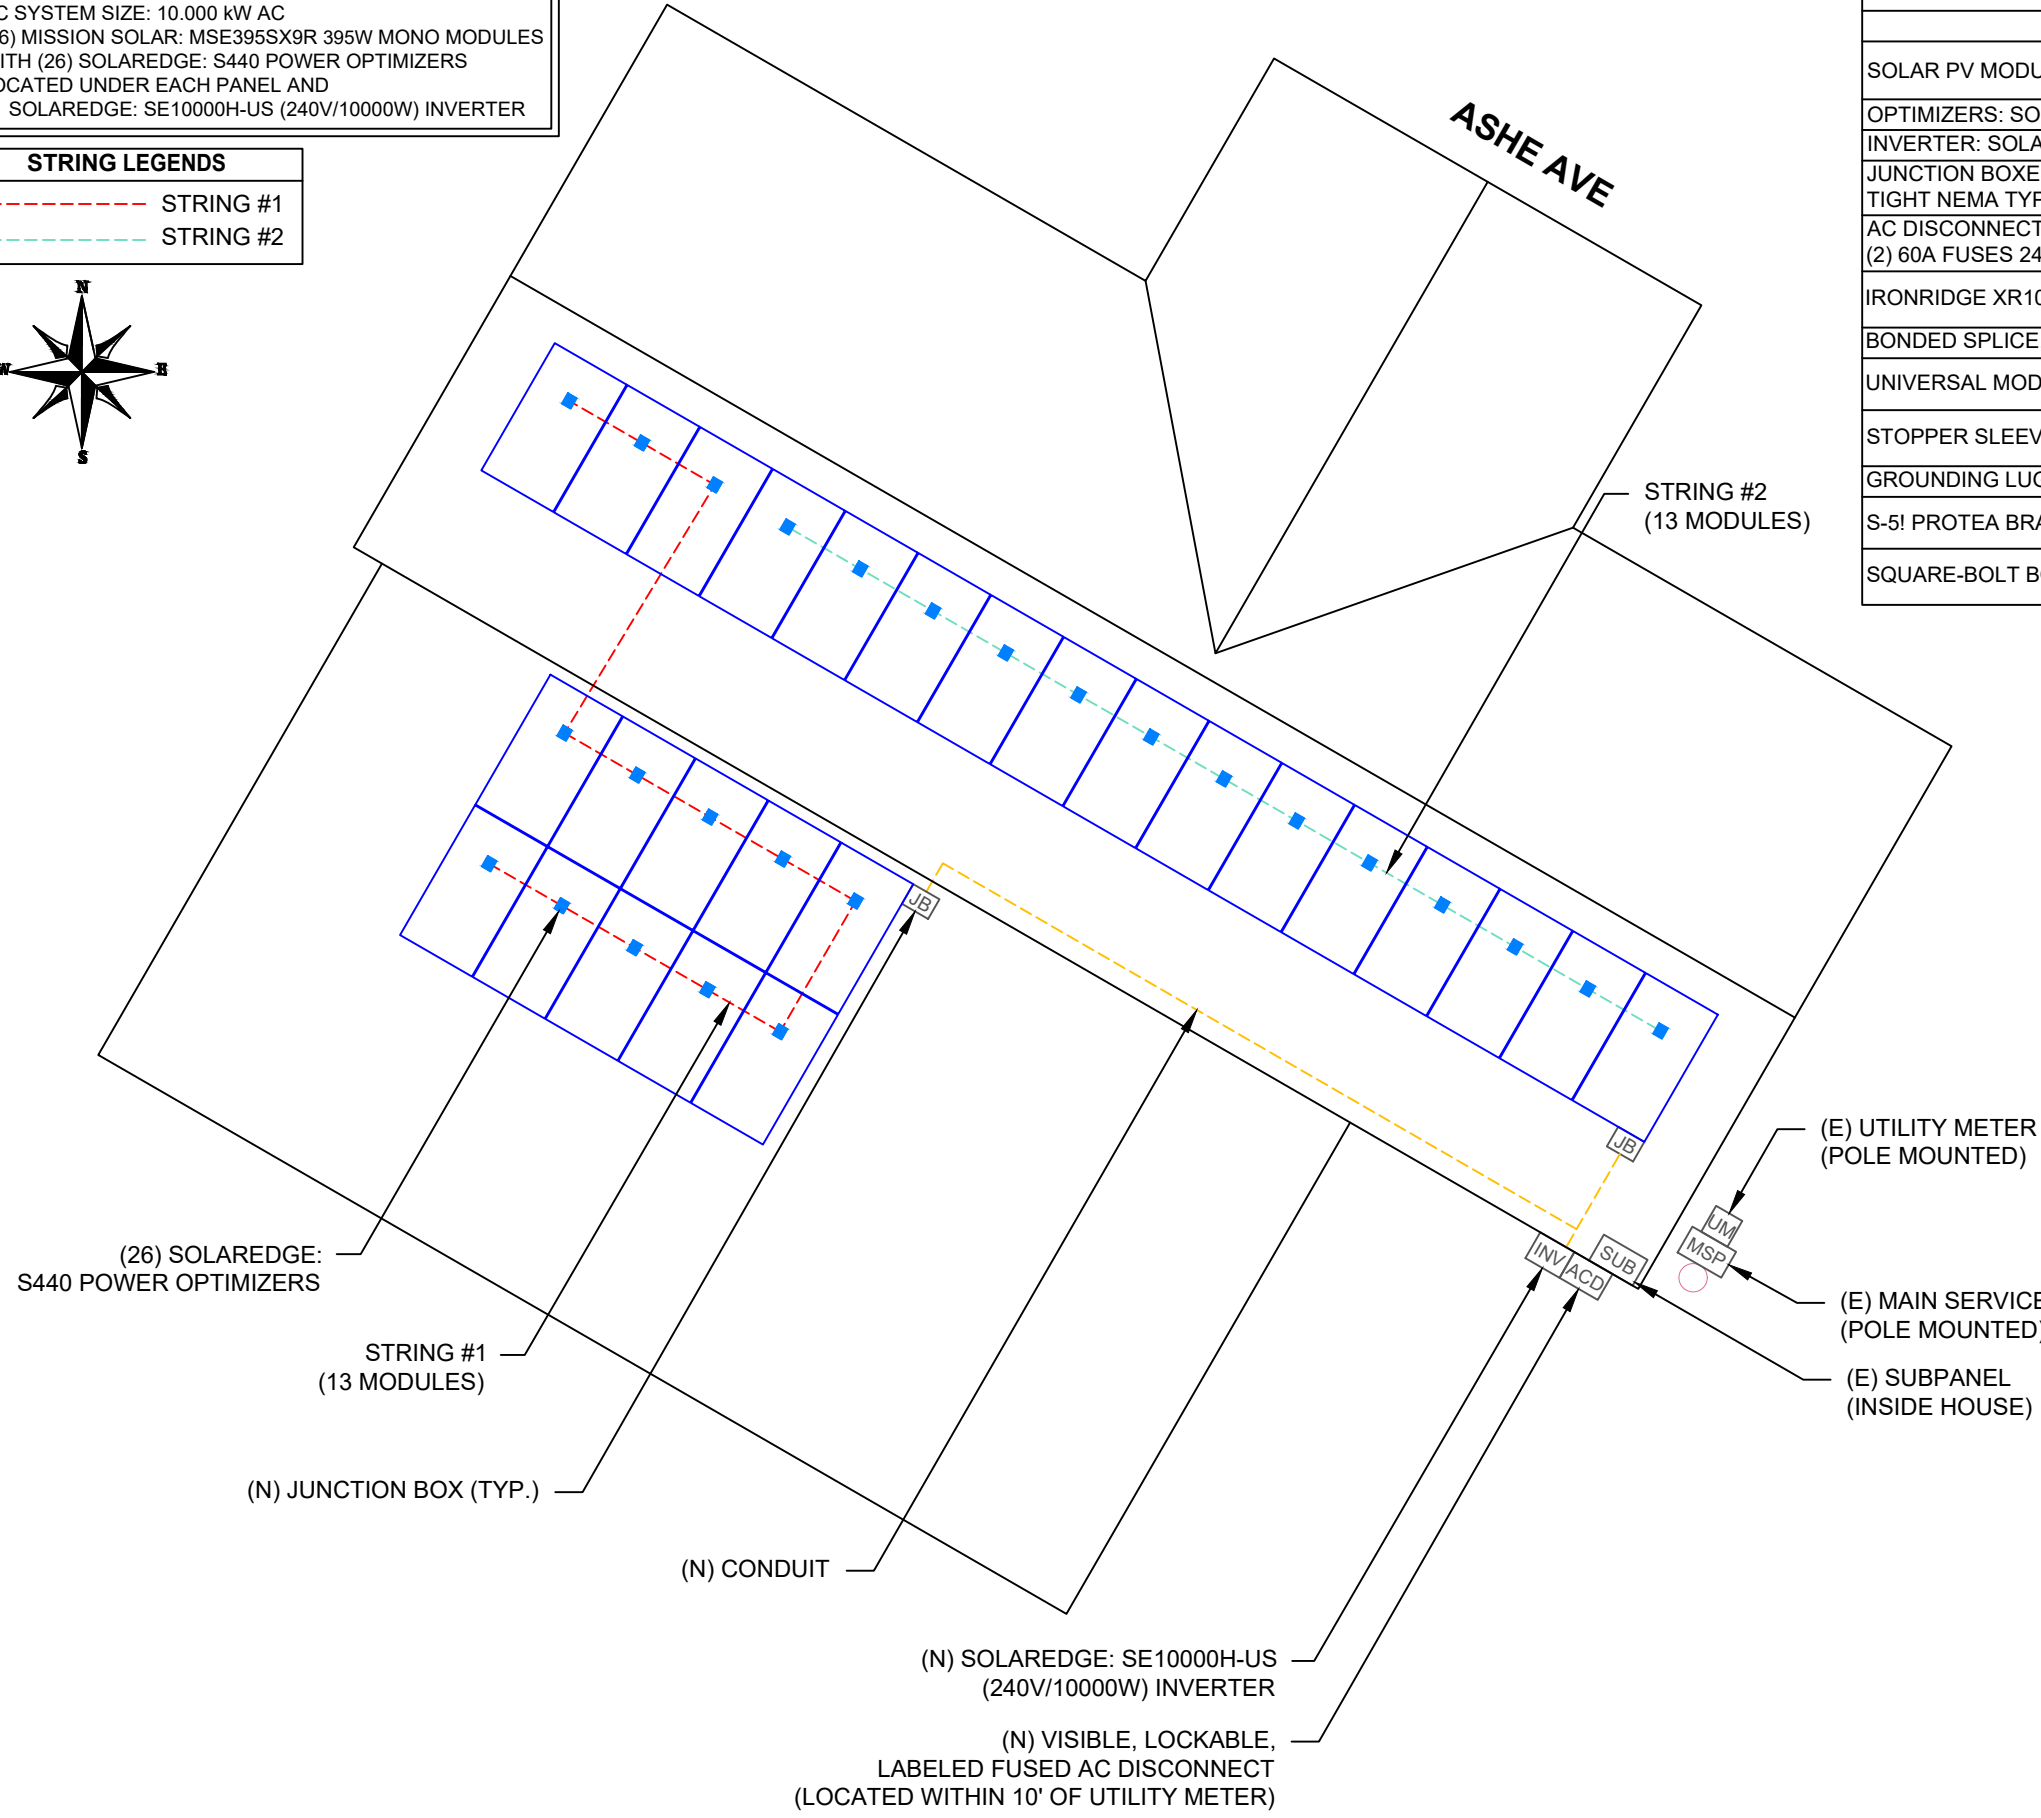 C SYSTEM SIZE: 10.000 kW AC
6) MISSION SOLAR: MSE395SX9R 395W MONO MODULES
ITH (26) SOLAREDGE: S440 POWER OPTIMIZERS
OCATED UNDER EACH PANEL AND
SOLAREDGE: SE10000H-US (240V/10000W) INVERTER
STRING LEGENDS
STRING #1
STRING #2
N
W
E
S
ASHE AVE
SOLAR PV MODU
OPTIMIZERS: SO
INVERTER: SOLA
JUNCTION BOXE
TIGHT NEMA TYP
AC DISCONNECT
(2) 60A FUSES 24
IRONRIDGE XR10
BONDED SPLICE
UNIVERSAL MOD
STOPPER SLEEV
GROUNDING LUG
S-5! PROTEA BRA
SQUARE-BOLT B
STRING #2
(13 MODULES)
JB
JB
(E) UTILITY METER
(POLE MOUNTED)
UM
MSP
INV
ACD
SUB
(E) MAIN SERVICE
(POLE MOUNTED)
(E) SUBPANEL
(INSIDE HOUSE)
(26) SOLAREDGE:
S440 POWER OPTIMIZERS
STRING #1
(13 MODULES)
(N) JUNCTION BOX (TYP.)
(N) CONDUIT
(N) SOLAREDGE: SE10000H-US
(240V/10000W) INVERTER
(N) VISIBLE, LOCKABLE,
LABELED FUSED AC DISCONNECT
(LOCATED WITHIN 10' OF UTILITY METER)